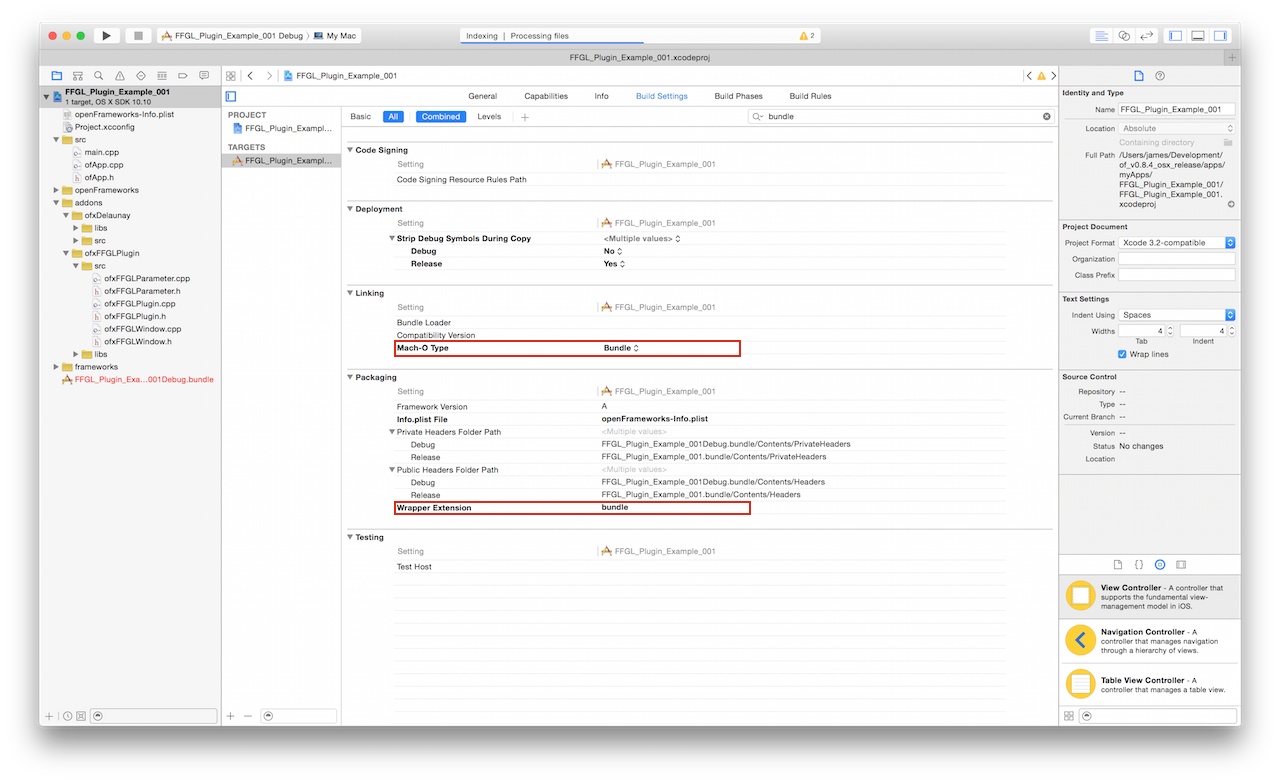 FFGL_Plugin_Example_001 Debug
My Mac
Indexing | Processing files
2
FFGL_Plugin_Example_001.xcodeproj
FFGL_Plugin_Example_001
1 target, OS X SDK 10.10
openFrameworks-Info.plist
Project.xcconfig
src
main.cpp
ofApp.cpp
ofApp.h
openFrameworks
addons
ofxDelaunay
libs
src
ofxFFGLPlugin
src
ofxFFGLParameter.cpp
ofxFFGLParameter.h
ofxFFGLPlugin.cpp
ofxFFGLPlugin.h
ofxFFGLWindow.cpp
ofxFFGLWindow.h
libs
frameworks
FFGL_Plugin_Exa...001Debug.bundle
FFGL_Plugin_Example_001
General
Capabilities
Info
Build Settings
Build Phases
Build Rules
PROJECT
FFGL_Plugin_Exampl...
TARGETS
FFGL_Plugin_Exampl...
Basic
All
Combined
Levels
bundle
Code Signing
Setting
FFGL_Plugin_Example_001
Code Signing Resource Rules Path
Deployment
Setting
FFGL_Plugin_Example_001
Strip Debug Symbols During Copy
<Multiple values>
Debug
No
Release
Yes
Linking
Setting
FFGL_Plugin_Example_001
Bundle Loader
Compatibility Version
Mach-O Type
Bundle
Packaging
Setting
FFGL_Plugin_Example_001
Framework Version
A
Info.plist File
openFrameworks-Info.plist
Private Headers Folder Path
<Multiple values>
Debug
FFGL_Plugin_Example_001Debug.bundle/Contents/PrivateHeaders
Release
FFGL_Plugin_Example_001.bundle/Contents/PrivateHeaders
Public Headers Folder Path
<Multiple values>
Debug
FFGL_Plugin_Example_001Debug.bundle/Contents/Headers
Release
FFGL_Plugin_Example_001.bundle/Contents/Headers
Wrapper Extension
bundle
Testing
Setting
FFGL_Plugin_Example_001
Test Host
Identity and Type
Name
FFGL_Plugin_Example_001
Location
Absolute
Containing directory
Full Path
/Users/james/Development/
of_v0.8.4_osx_release/apps/
myApps/
FFGL_Plugin_Example_001/
FFGL_Plugin_Example_001.
xcodeproj
Project Document
Project Format
Xcode 3.2-compatible
Organization
Class Prefix
Text Settings
Indent Using
Spaces
Widths
4
4
Tab
Indent
Wrap lines
Source Control
Repository --
Type --
Current Branch --
Version --
Status No changes
Location
{}
View Controller - A controller that
supports the fundamental view-
management model in iOS.
Navigation Controller - A
controller that manages navigation
through a hierarchy of views.
Table View Controller - A
controller that manages a table view.